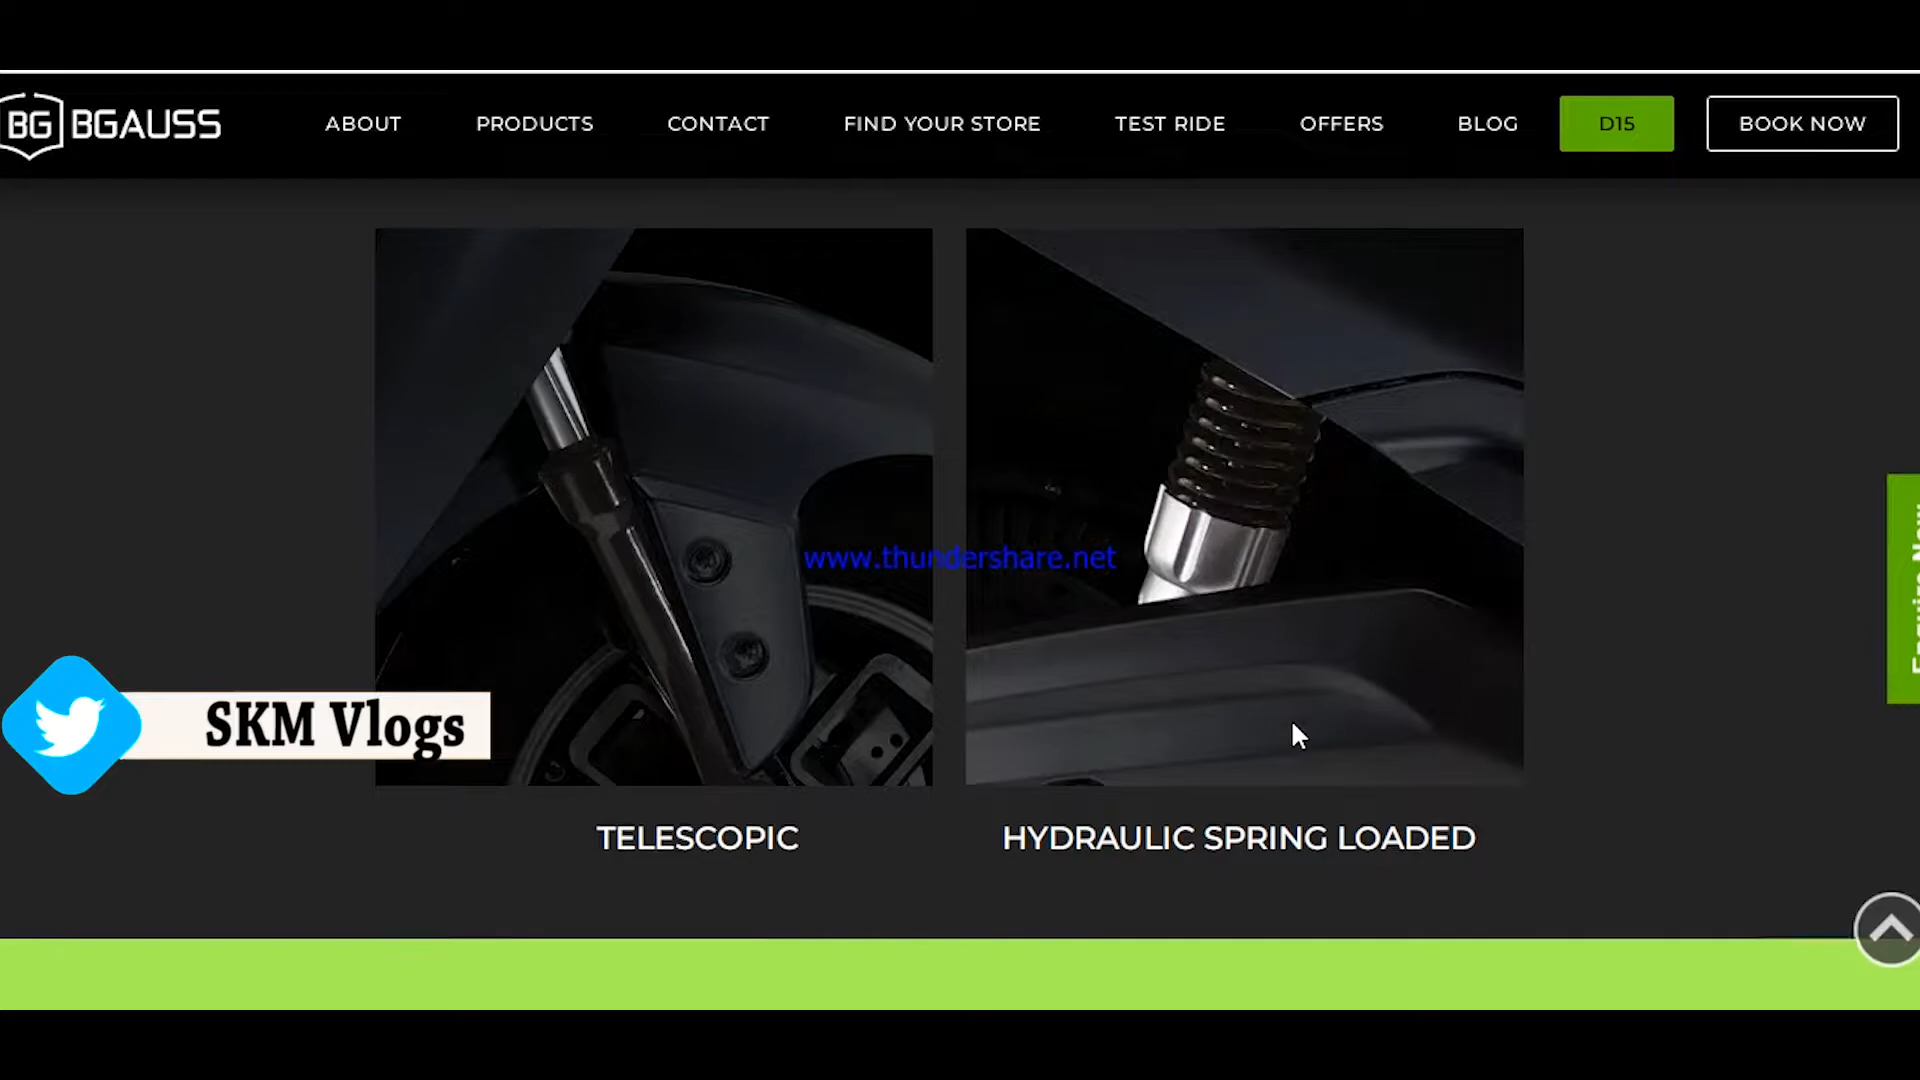 BG BGAUSS
ABOUT
PRODUCTS
CONTACT
FIND YOUR STORE
TEST RIDE
OFFERS
BLOG
D15
BOOK NOW
www.thundershare.net
SKM Vlogs
TELESCOPIC
HYDRAULIC SPRING LOADED